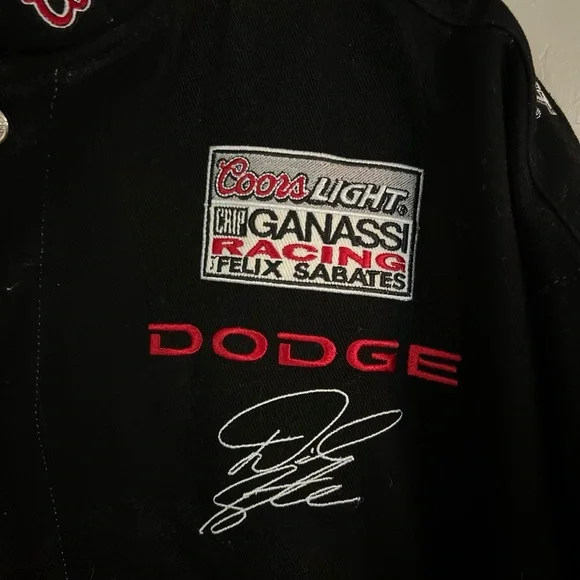 Coors LIGHT®
CHIP GANASSI
RACING
FELIX SABATES
DODGE